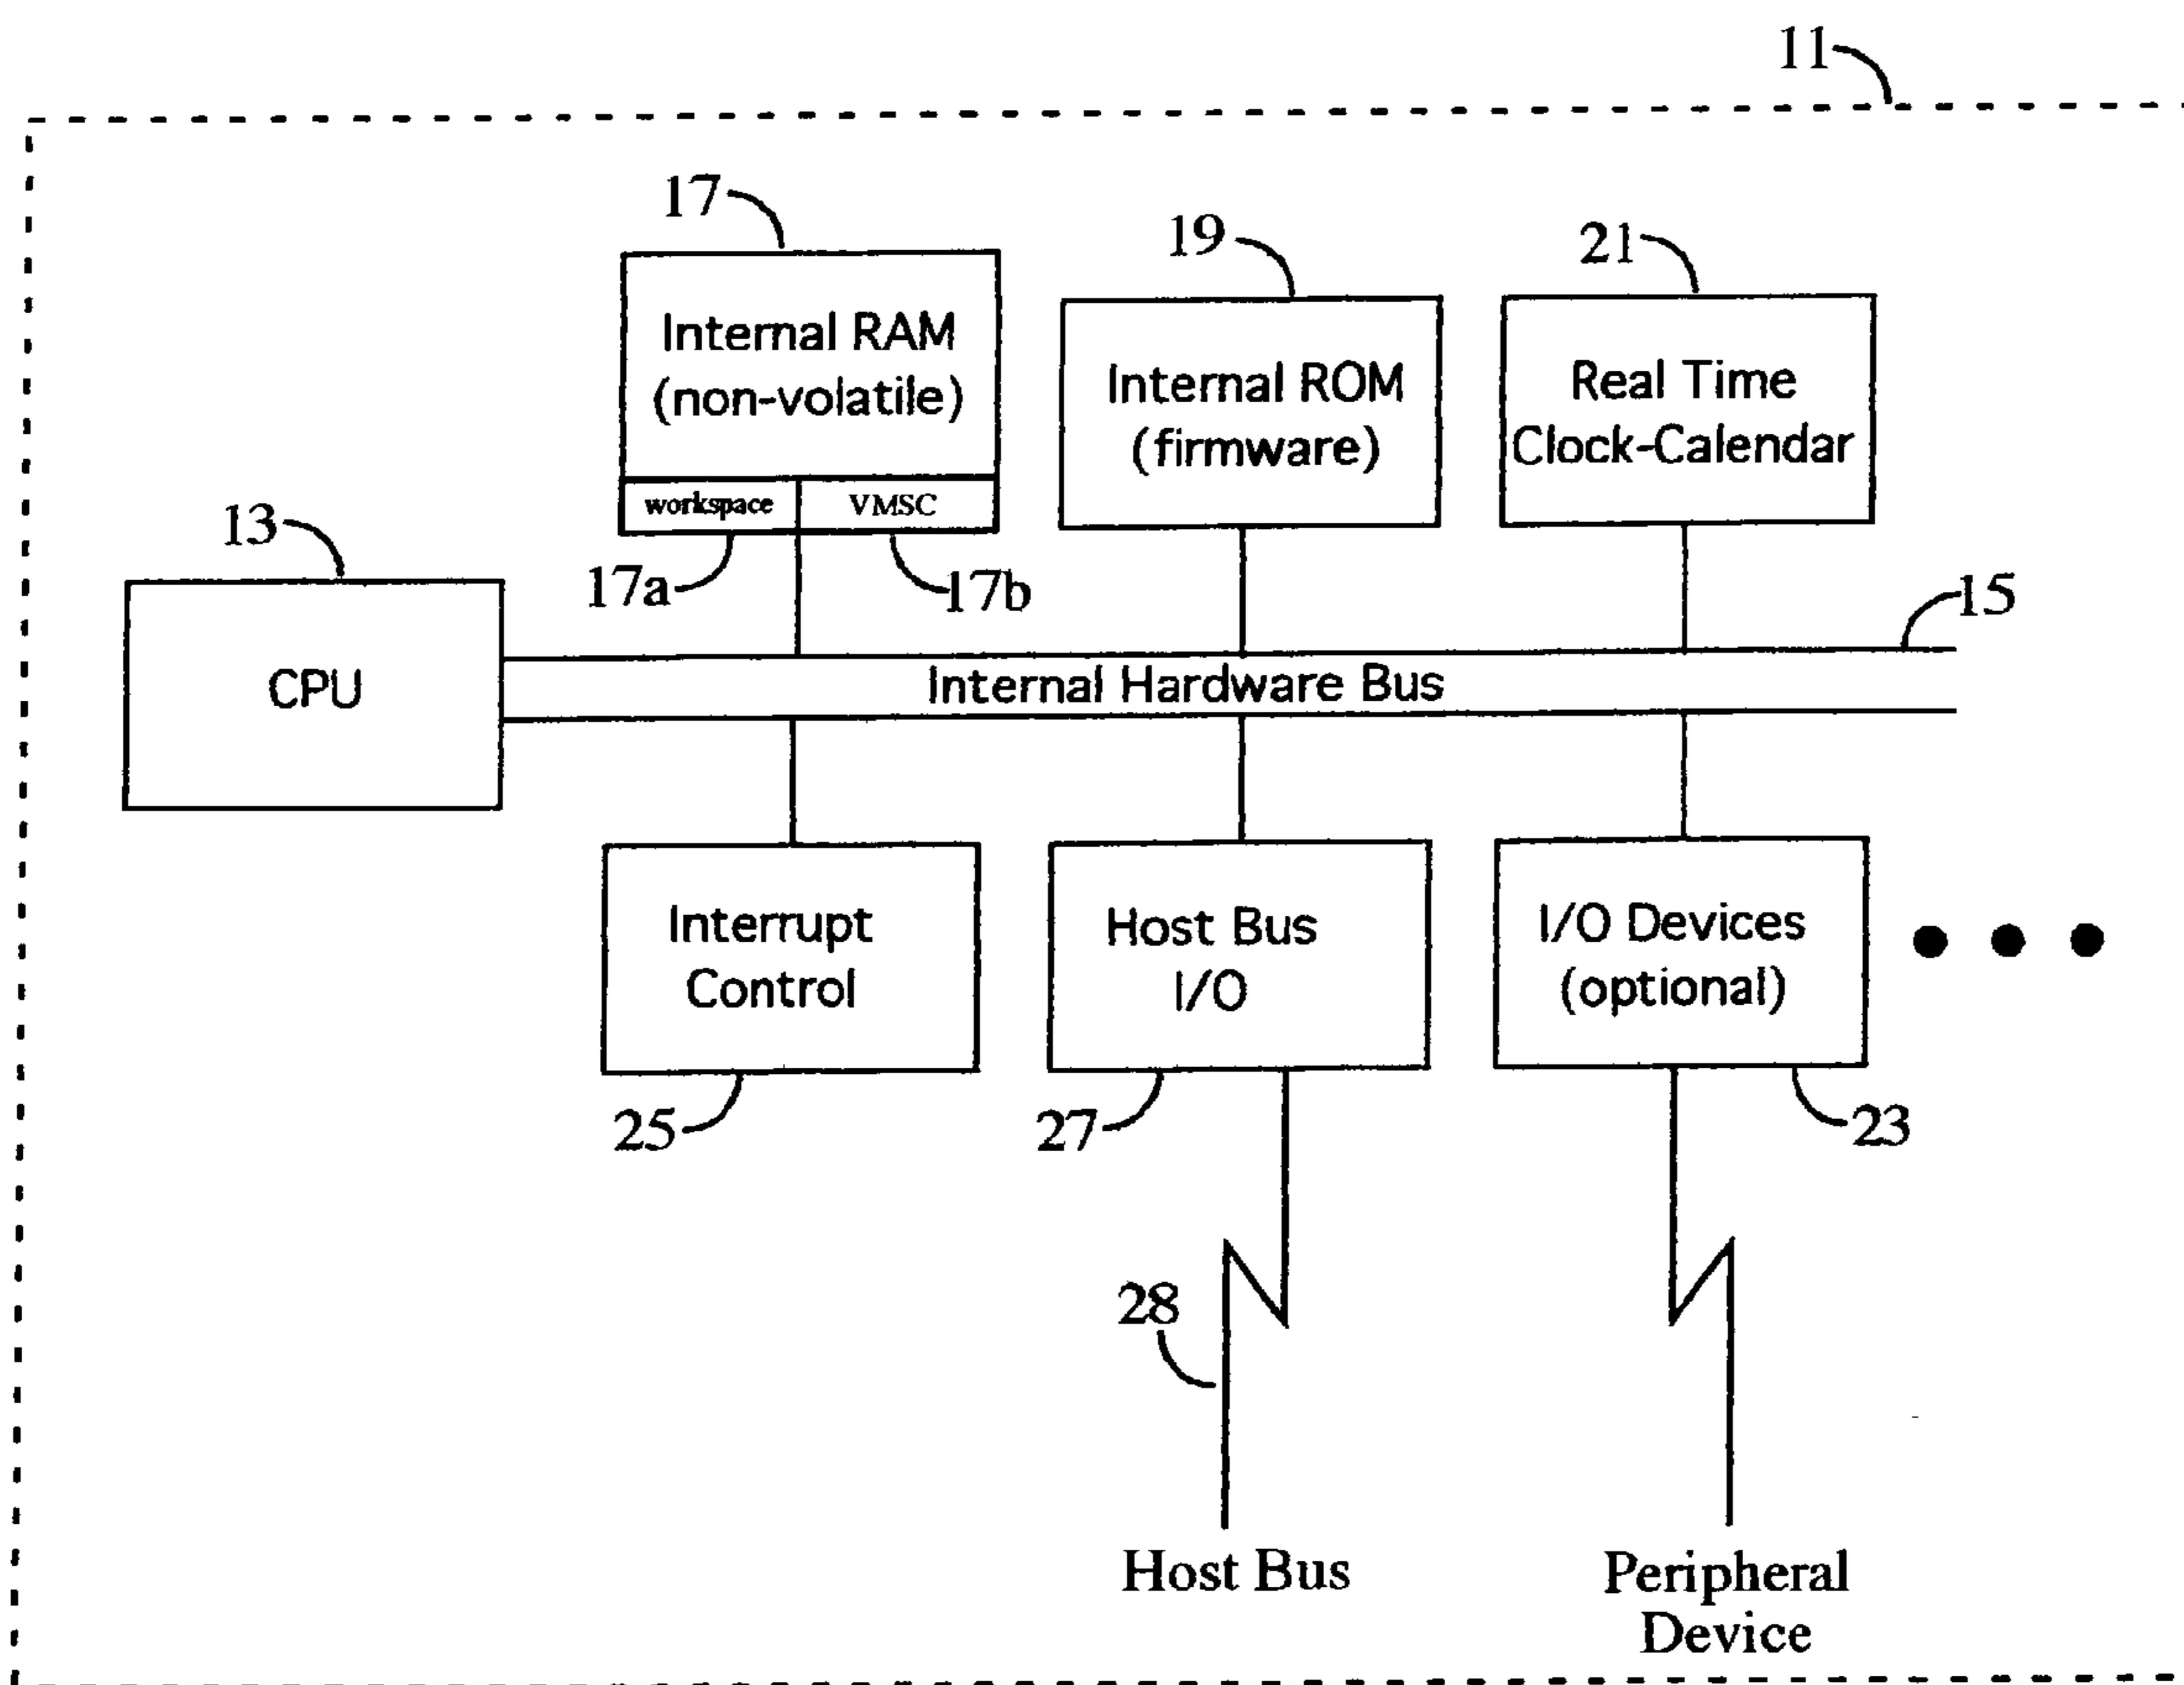 11
17
19
21
Internal RAM
(non-volatile)
Internal ROM
(firmware)
Real Time
Clock-Calendar
workspace
VMSC
13
17a
17b
15
CPU
Internal Hardware Bus
Interrupt
Control
Host Bus
I/O
I/O Devices
(optional)
25
27
23
28
Host Bus
Peripheral
Device